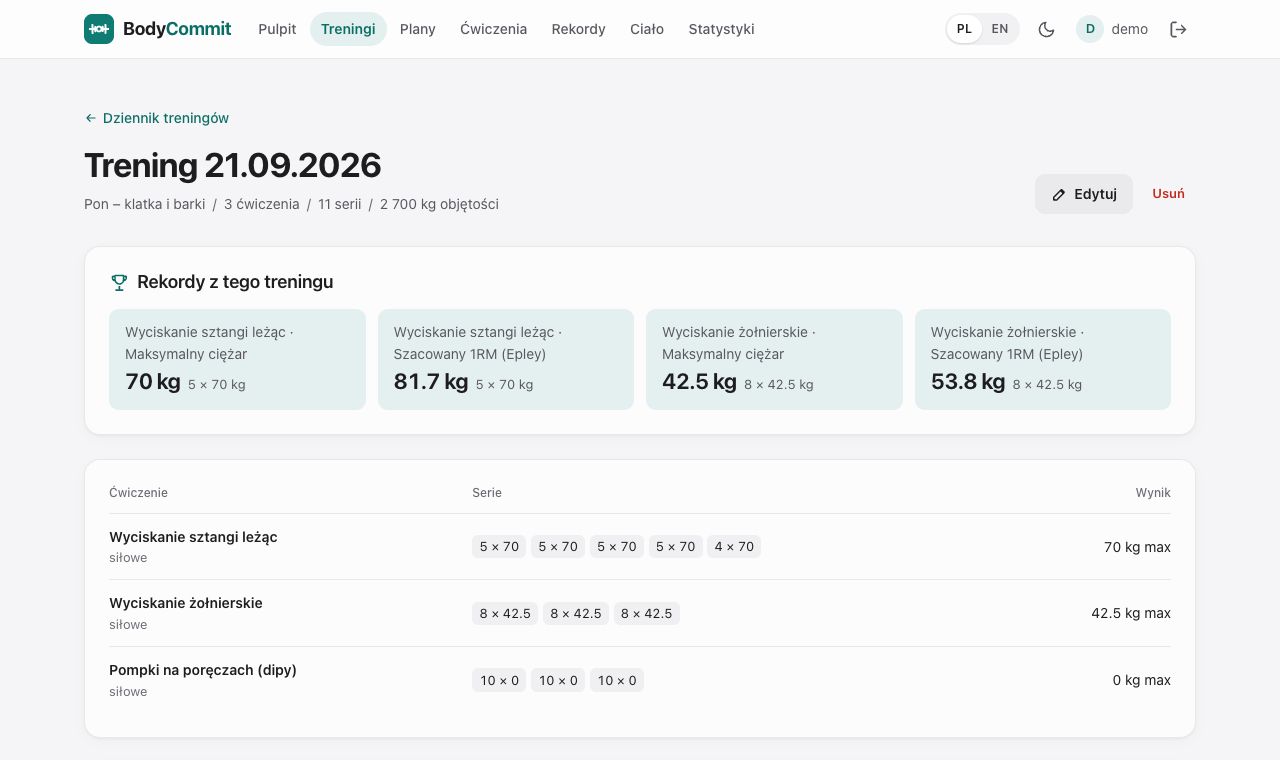 BodyCommit Pulpit Treningi Plany Ćwiczenia Rekordy Ciało Statystyki PL EN D demo
← Dziennik treningów
Trening 21.09.2026
Pon – klatka i barki / 3 ćwiczenia / 11 serii / 2 700 kg objętości
Edytuj Usuń
Rekordy z tego treningu
Wyciskanie sztangi leżąc ·
Maksymalny ciężar
70 kg 5 × 70 kg
Wyciskanie sztangi leżąc ·
Szacowany 1RM (Epley)
81.7 kg 5 × 70 kg
Wyciskanie żołnierskie ·
Maksymalny ciężar
42.5 kg 8 × 42.5 kg
Wyciskanie żołnierskie ·
Szacowany 1RM (Epley)
53.8 kg 8 × 42.5 kg
Ćwiczenie Serie Wynik
Wyciskanie sztangi leżąc
siłowe
5 × 70 5 × 70 5 × 70 5 × 70 4 × 70
70 kg max
Wyciskanie żołnierskie
siłowe
8 × 42.5 8 × 42.5 8 × 42.5
42.5 kg max
Pompki na poręczach (dipy)
siłowe
10 × 0 10 × 0 10 × 0
0 kg max